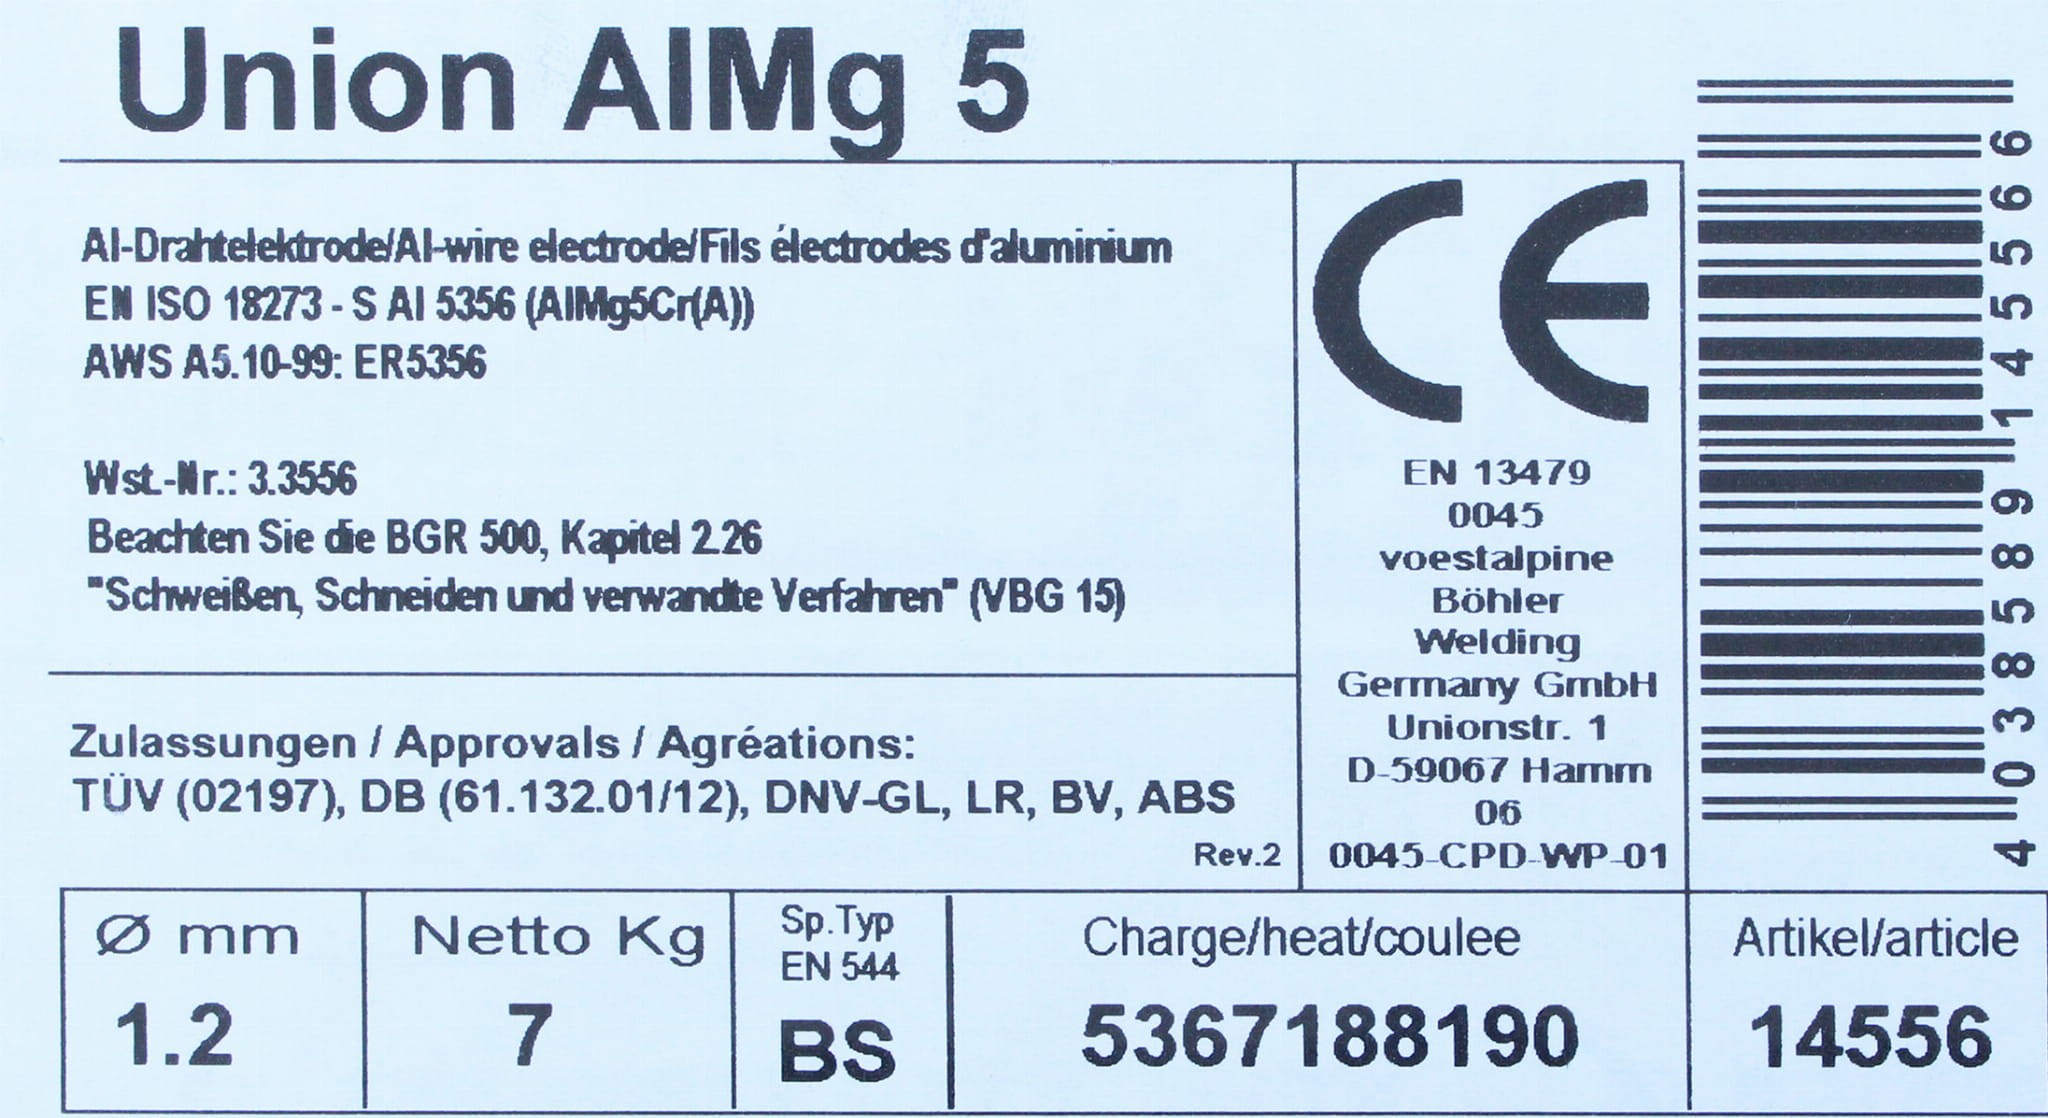 Union AlMg 5
Al-Drahtelektrode/Al-wire electrode/Fils électrodes d'aluminium
EN ISO 18273 - S Al 5356 (AlMg5Cr(A))
AWS A5.10-99: ER5356
Wst.-Nr.: 3.3556
Beachten Sie die BGR 500, Kapitel 2.26
"Schweißen, Schneiden und verwandte Verfahren" (VBG 15)
Zulassungen / Approvals / Agréations:
TÜV (02197), DB (61.132.01/12), DNV-GL, LR, BV, ABS
Rev.2
CE
EN 13479
0045
voestalpine
Böhler
Welding
Germany GmbH
Unionstr. 1
D-59067 Hamm
06
0045-CPD-WP-01
4 038589 145566
Ø mm
1.2
Netto Kg
7
Sp.Typ
EN 544
BS
Charge/heat/coulee
5367188190
Artikel/article
14556